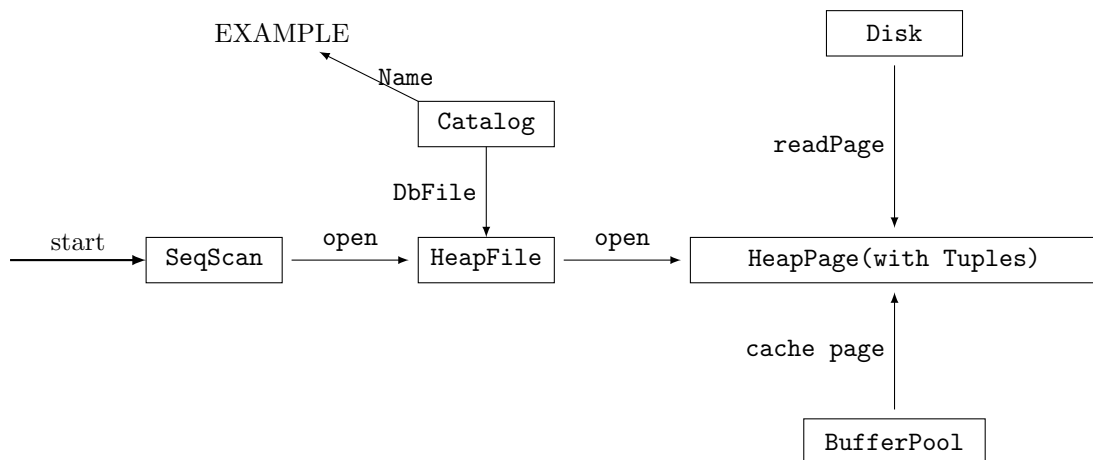 EXAMPLE
Disk
Name
Catalog
readPage
DbFile
start
SeqScan
open
HeapFile
open
HeapPage(with Tuples)
cache page
BufferPool